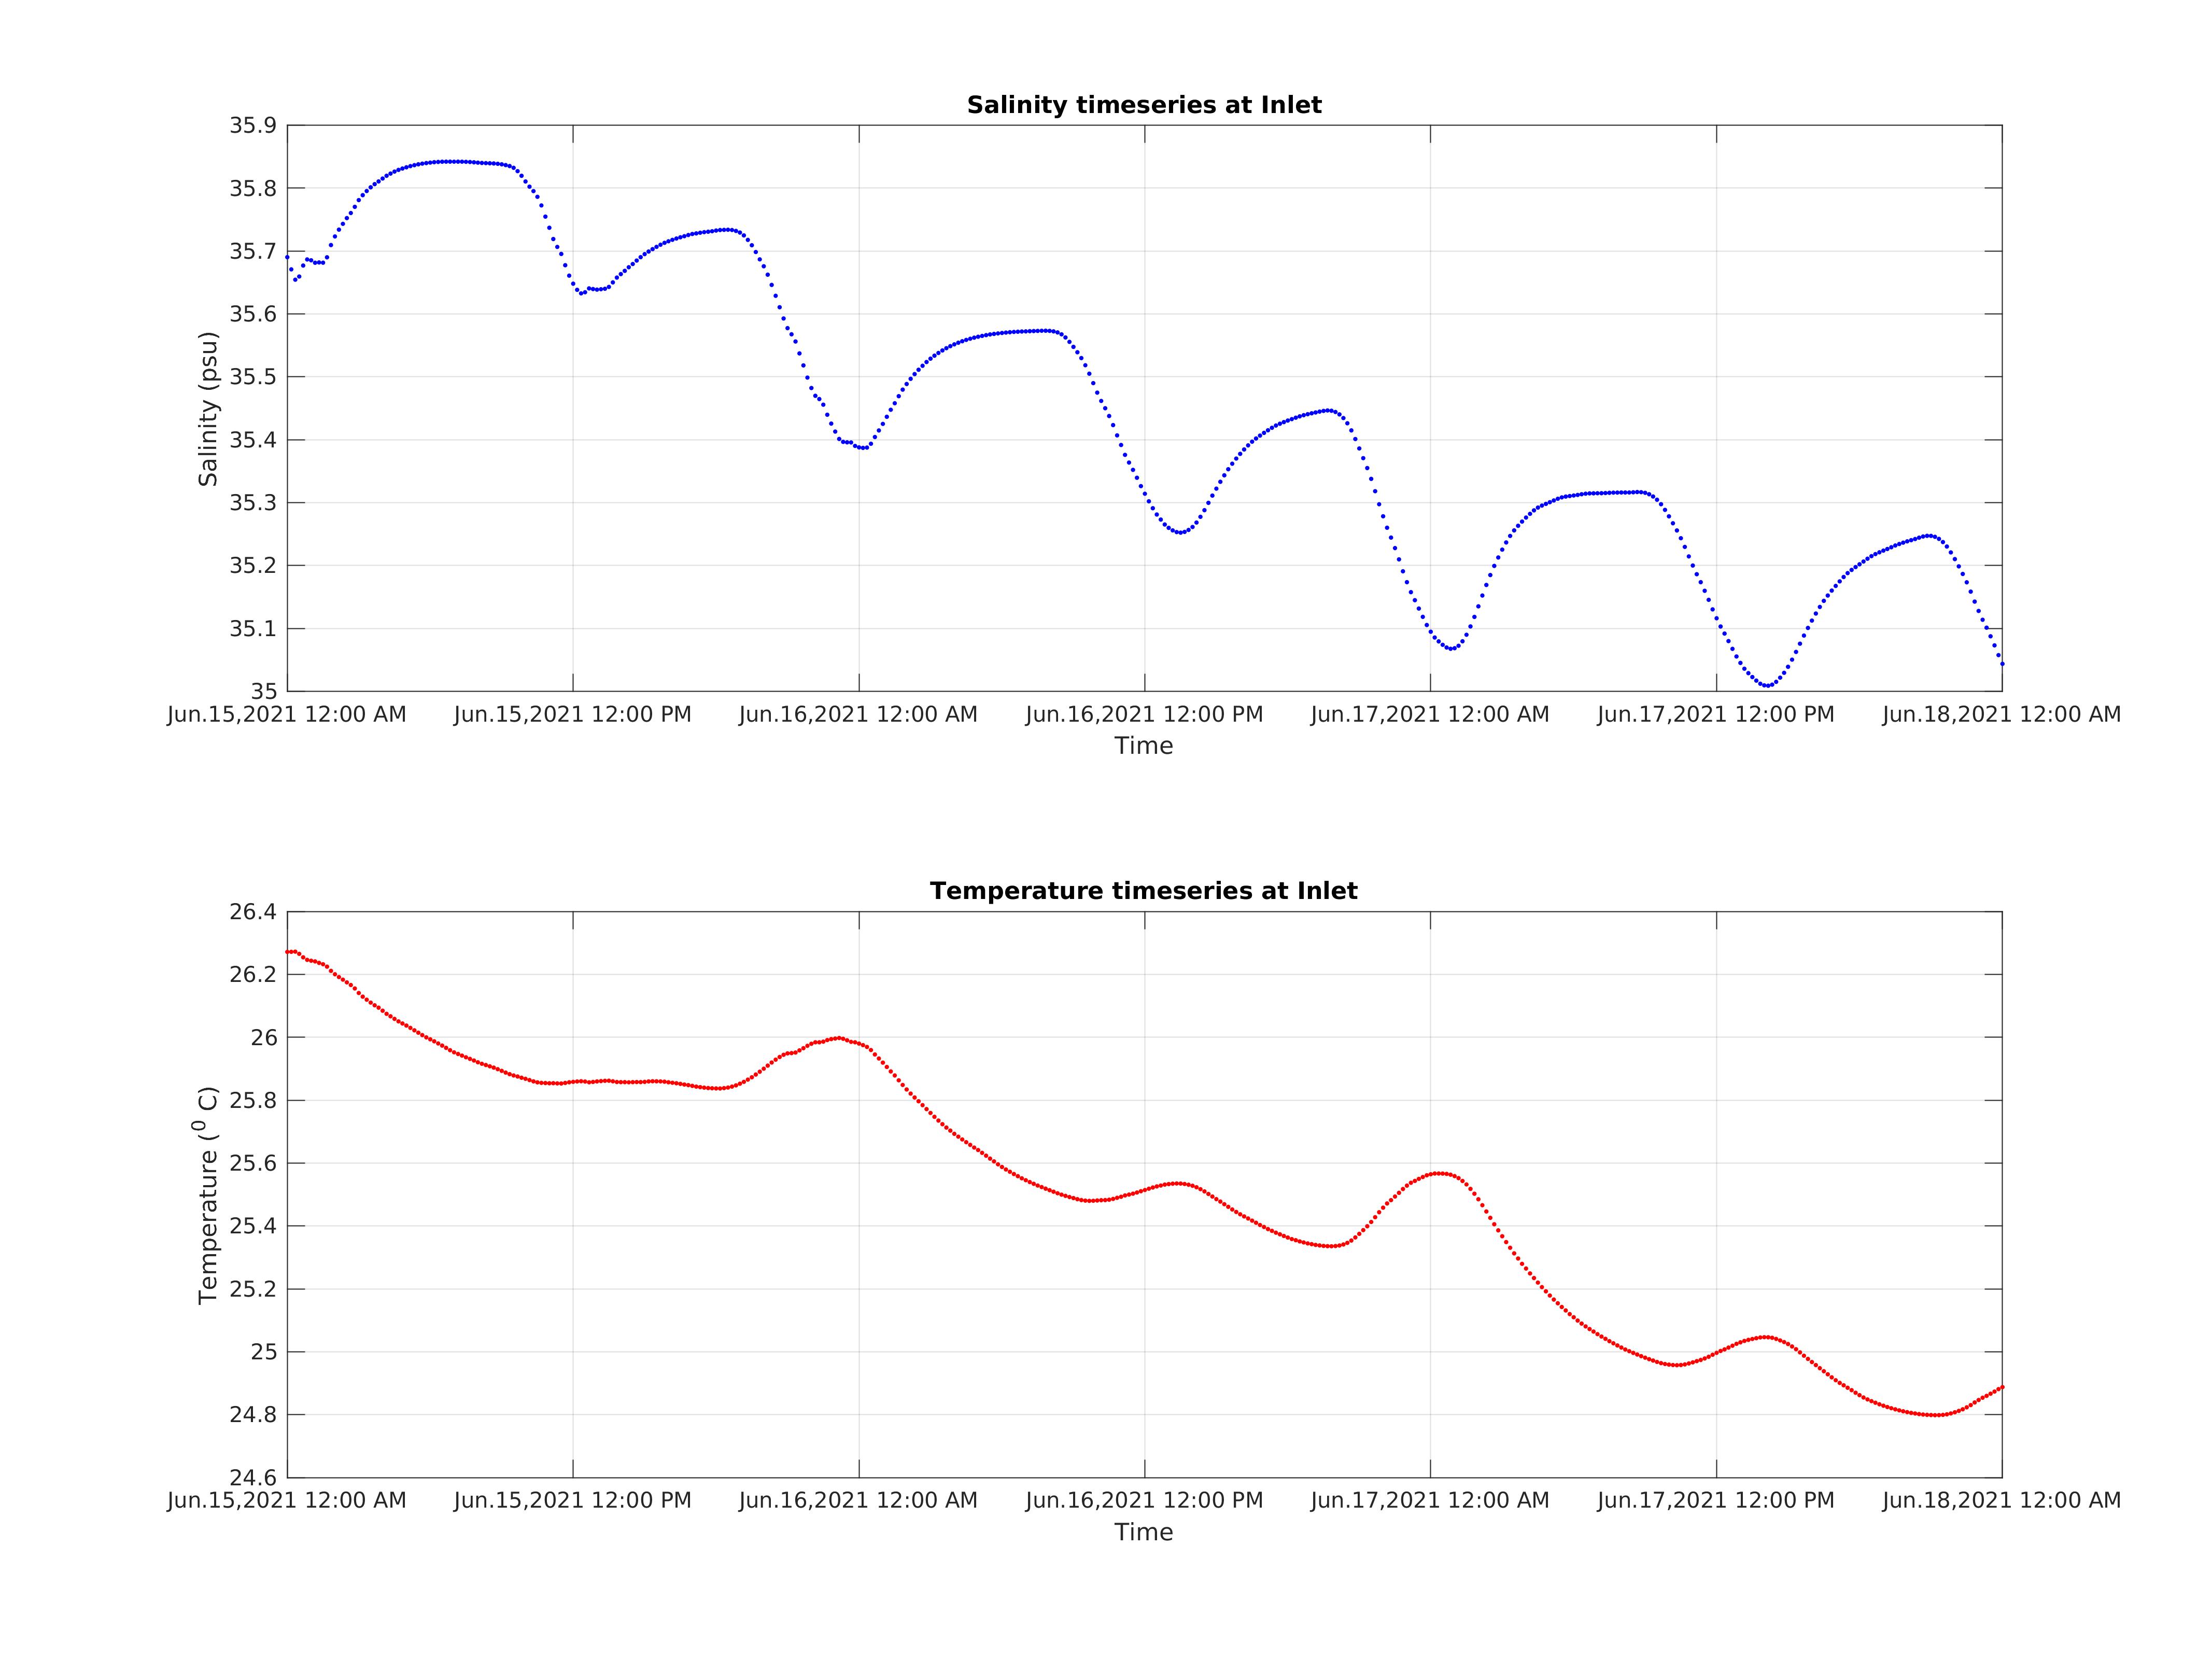 Salinity timeseries at Inlet
35.9
35.8
35.7
35.6
35.5
35.4
35.3
35.2
35.1
35
Salinity (psu)
Jun.15,2021 12:00 AM Jun.15,2021 12:00 PM Jun.16,2021 12:00 AM Jun.16,2021 12:00 PM Jun.17,2021 12:00 AM Jun.17,2021 12:00 PM Jun.18,2021 12:00 AM
Time
Temperature timeseries at Inlet
26.4
26.2
26
25.8
25.6
25.4
25.2
25
24.8
24.6
Temperature (⁰ C)
Jun.15,2021 12:00 AM Jun.15,2021 12:00 PM Jun.16,2021 12:00 AM Jun.16,2021 12:00 PM Jun.17,2021 12:00 AM Jun.17,2021 12:00 PM Jun.18,2021 12:00 AM
Time